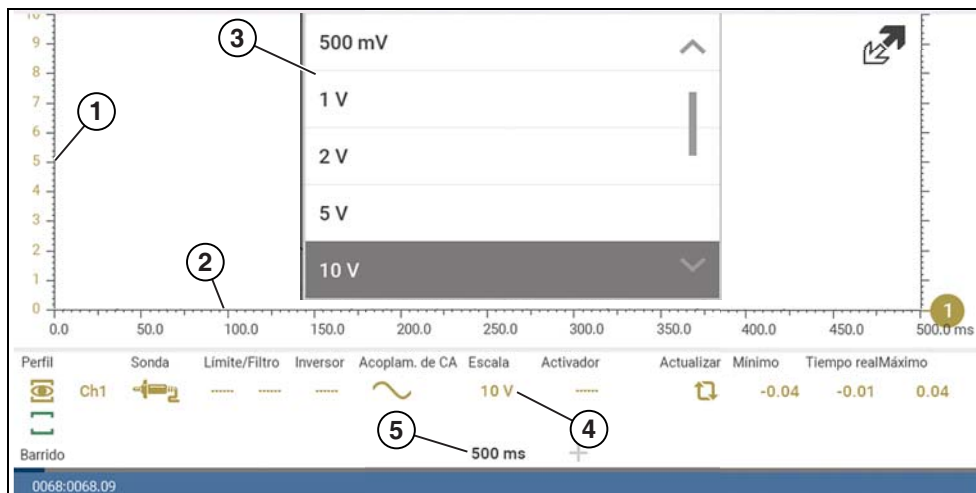 10
9
8
7
6
5
4
3
2
1
0
1
2
3
500 mV
1 V
2 V
5 V
10 V
1
0.0 50.0 100.0 150.0 200.0 250.0 300.0 350.0 400.0 450.0 500.0 ms
Perfil Sonda Límite/Filtro Inversor Acoplam. de CA Escala Activador Actualizar Mínimo Tiempo realMáximo
Ch1 ------ ------ ------ 10 V ------ -0.04 -0.01 0.04
4
5
Barrido 500 ms +
0068:0068.09